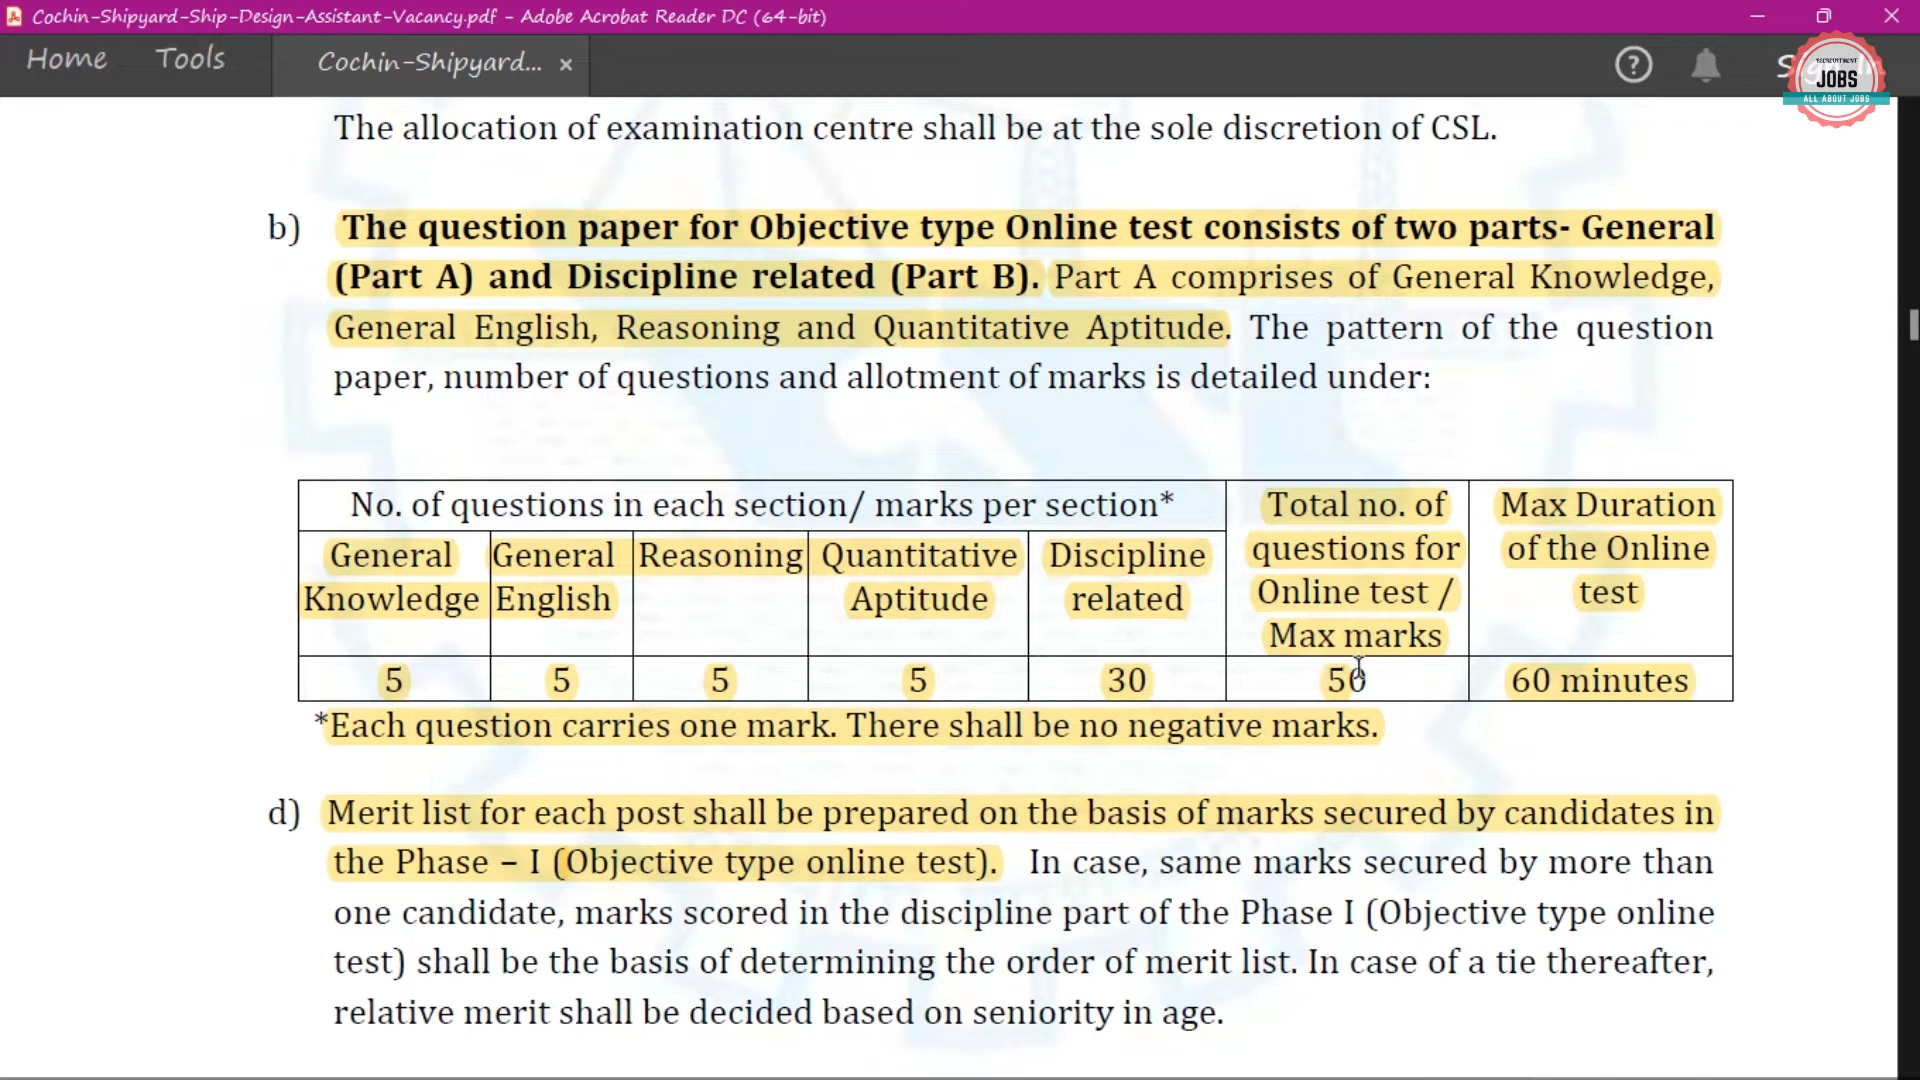 Cochin-Shipyard-Ship-Design-Assistant-Vacancy.pdf - Adobe Acrobat Reader DC (64-bit)
Home Tools Cochin-Shipyard... ×
RECRUITMENT
JOBS
ALL ABOUT JOBS
The allocation of examination centre shall be at the sole discretion of CSL.
b) The question paper for Objective type Online test consists of two parts- General
(Part A) and Discipline related (Part B). Part A comprises of General Knowledge,
General English, Reasoning and Quantitative Aptitude. The pattern of the question
paper, number of questions and allotment of marks is detailed under:
No. of questions in each section/ marks per section*
General Knowledge
General English
Reasoning
Quantitative Aptitude
Discipline related
Total no. of questions for Online test / Max marks
Max Duration of the Online test
5 5 5 5 30 50 60 minutes
*Each question carries one mark. There shall be no negative marks.
d) Merit list for each post shall be prepared on the basis of marks secured by candidates in
the Phase – I (Objective type online test). In case, same marks secured by more than
one candidate, marks scored in the discipline part of the Phase I (Objective type online
test) shall be the basis of determining the order of merit list. In case of a tie thereafter,
relative merit shall be decided based on seniority in age.